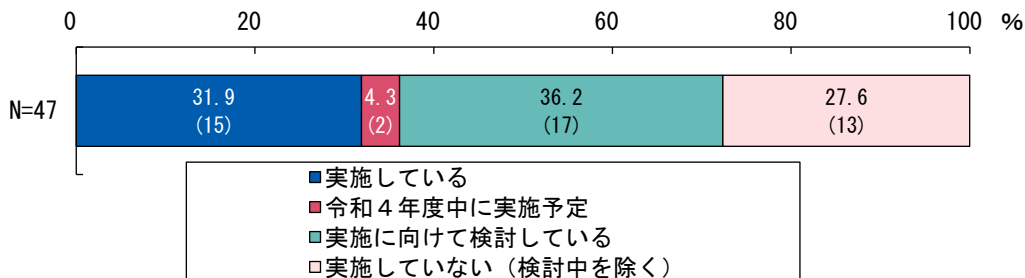 0 20 40 60 80 100 %
N=47
31.9 4.3 36.2 27.6
(15) (2) (17) (13)
実施している
令和４年度中に実施予定
実施に向けて検討している
実施していない（検討中を除く）